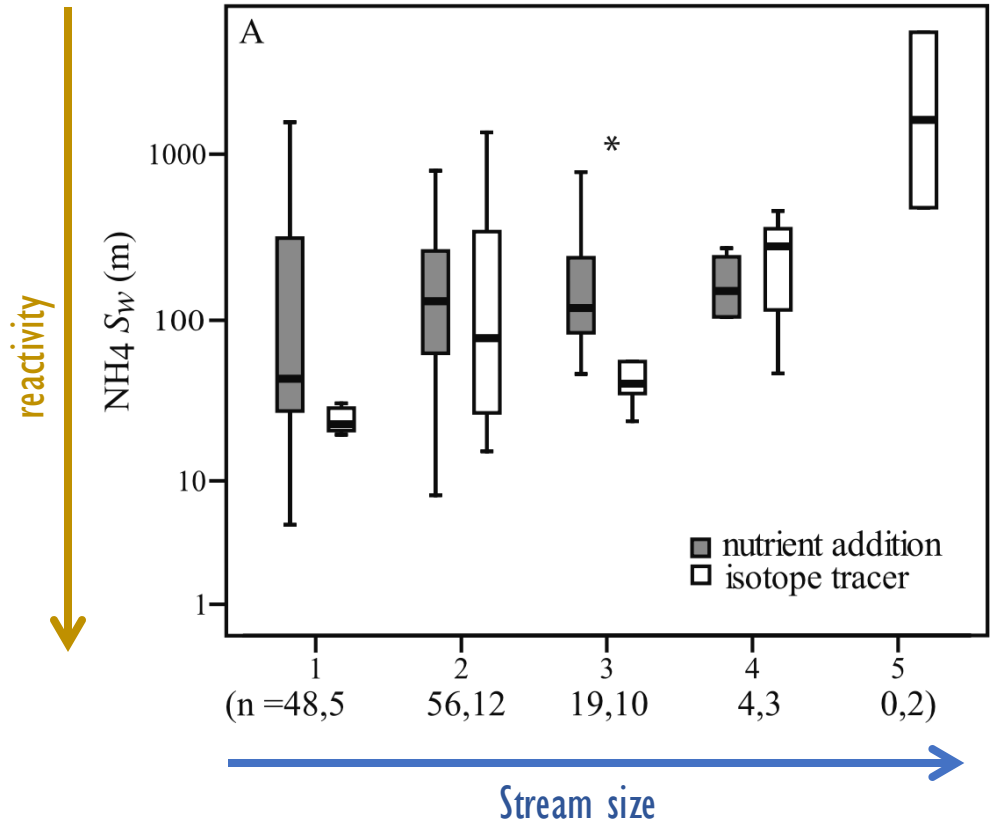 A
1000
100
10
1
NH4 Sw (m)
reactivity
*
nutrient addition
isotope tracer
1 2 3 4 5
(n =48,5 56,12 19,10 4,3 0,2)
Stream size